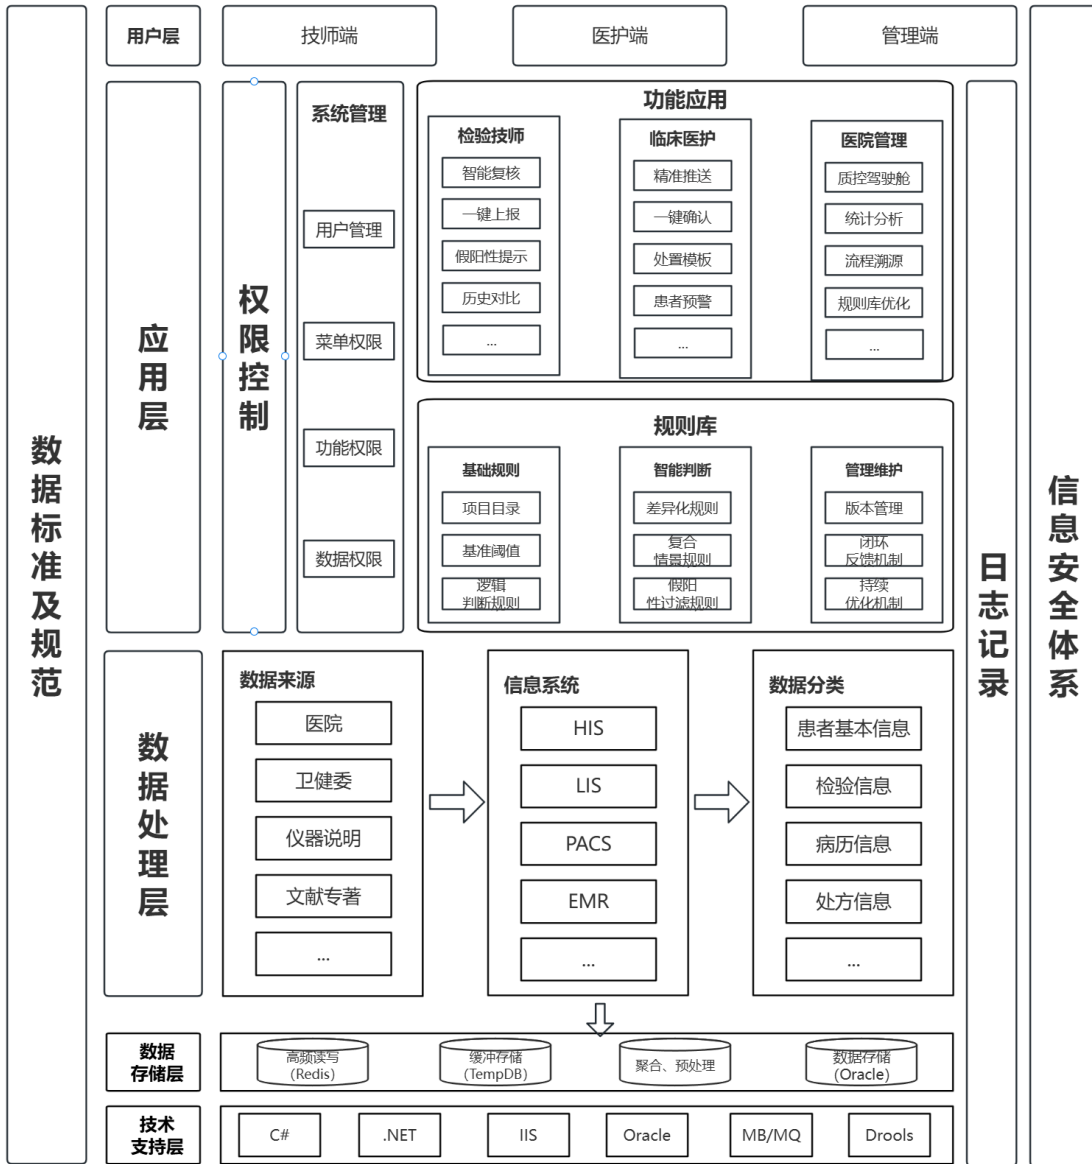 数据标准及规范
用户层
技师端
医护端
管理端
应用层
权限控制
系统管理
用户管理
菜单权限
功能权限
数据权限
功能应用
检验技师
智能复核
一键上报
假阳性提示
历史对比
...
临床医护
精准推送
一键确认
处置模板
患者预警
...
医院管理
质控驾驶舱
统计分析
流程溯源
规则库优化
...
规则库
基础规则
项目目录
基准阈值
逻辑
判断规则
智能判断
差异化规则
复合
情景规则
假阳
性过滤规则
管理维护
版本管理
闭环
反馈机制
持续
优化机制
数据处理层
数据来源
医院
卫健委
仪器说明
文献专著
...
信息系统
HIS
LIS
PACS
EMR
...
数据分类
患者基本信息
检验信息
病历信息
处方信息
...
数据
存储层
高频读写
(Redis)
缓冲存储
(TempDB)
聚合、预处理
数据存储
(Oracle)
技术
支持层
C#
.NET
IIS
Oracle
MB/MQ
Drools
日志记录
信息安全体系